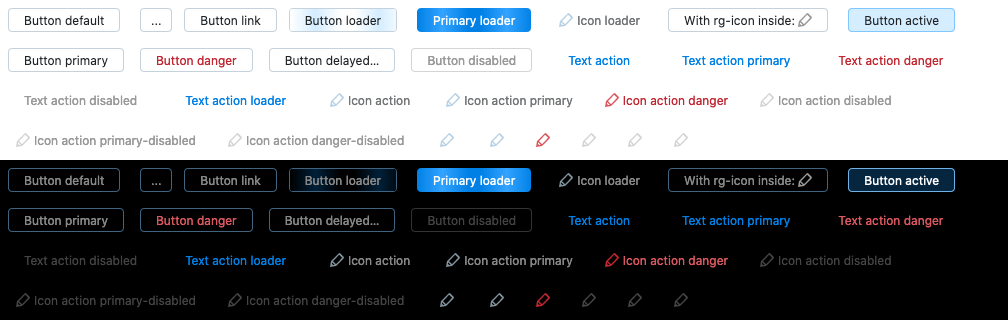 Button default ... Button link Button loader Primary loader Icon loader With rg-icon inside: Button active
Button primary Button danger Button delayed... Button disabled Text action Text action primary Text action danger
Text action disabled Text action loader Icon action Icon action primary Icon action danger Icon action disabled
Icon action primary-disabled Icon action danger-disabled
Button default ... Button link Button loader Primary loader Icon loader With rg-icon inside: Button active
Button primary Button danger Button delayed... Button disabled Text action Text action primary Text action danger
Text action disabled Text action loader Icon action Icon action primary Icon action danger Icon action disabled
Icon action primary-disabled Icon action danger-disabled